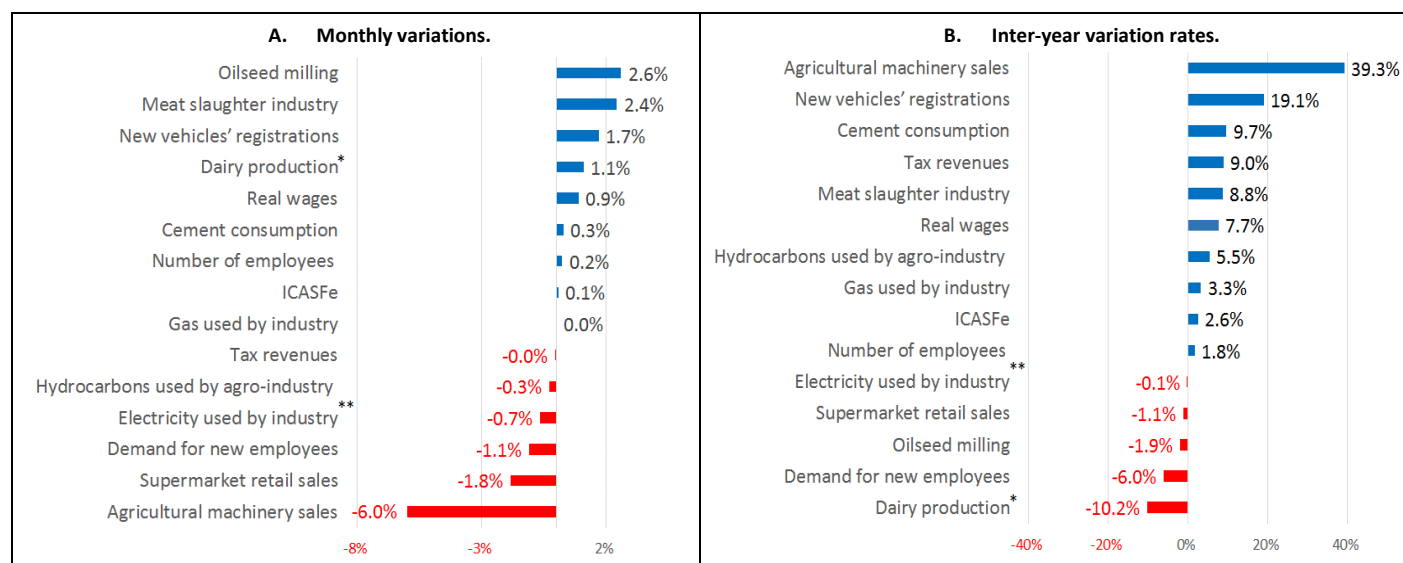 A. Monthly variations.
Oilseed milling 2.6%
Meat slaughter industry 2.4%
New vehicles’ registrations 1.7%
Dairy production* 1.1%
Real wages 0.9%
Cement consumption 0.3%
Number of employees 0.2%
ICASFe 0.1%
Gas used by industry 0.0%
Tax revenues -0.0%
Hydrocarbons used by agro-industry -0.3%
Electricity used by industry** -0.7%
Demand for new employees -1.1%
Supermarket retail sales -1.8%
Agricultural machinery sales -6.0%
-8% -3% 2%
B. Inter-year variation rates.
Agricultural machinery sales 39.3%
New vehicles’ registrations 19.1%
Cement consumption 9.7%
Tax revenues 9.0%
Meat slaughter industry 8.8%
Real wages 7.7%
Hydrocarbons used by agro-industry 5.5%
Gas used by industry 3.3%
ICASFe 2.6%
Number of employees 1.8%
Electricity used by industry** -0.1%
Supermarket retail sales -1.1%
Oilseed milling -1.9%
Demand for new employees -6.0%
Dairy production* -10.2%
-40% -20% 0% 20% 40%